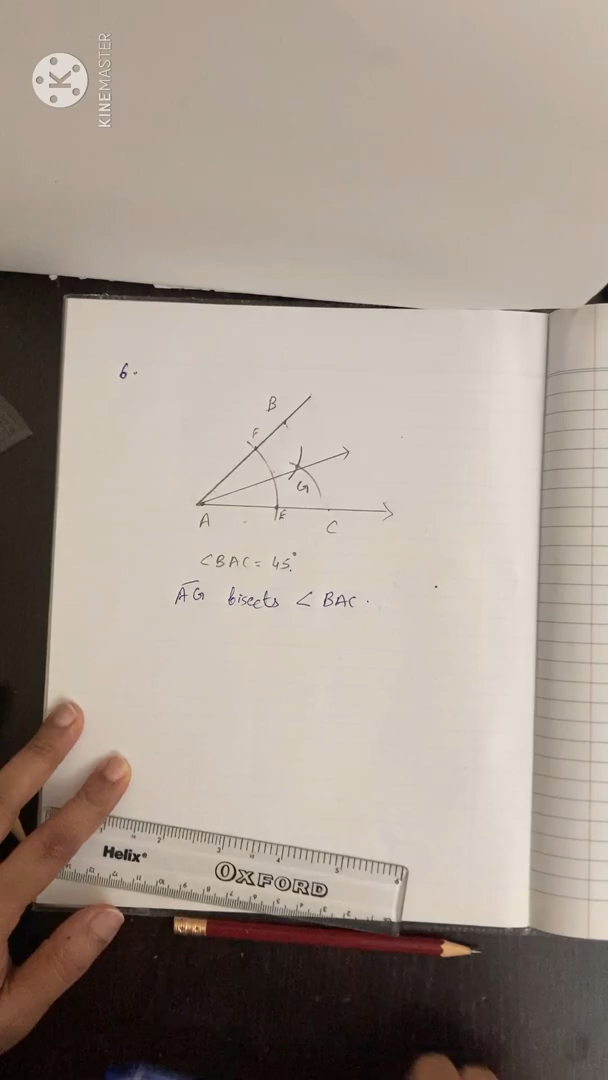 KINEMASTER
6.
B
F
G
A
E
C
∠BAC = 45°
AG bisects ∠ BAC.
Helix®
OXFORD